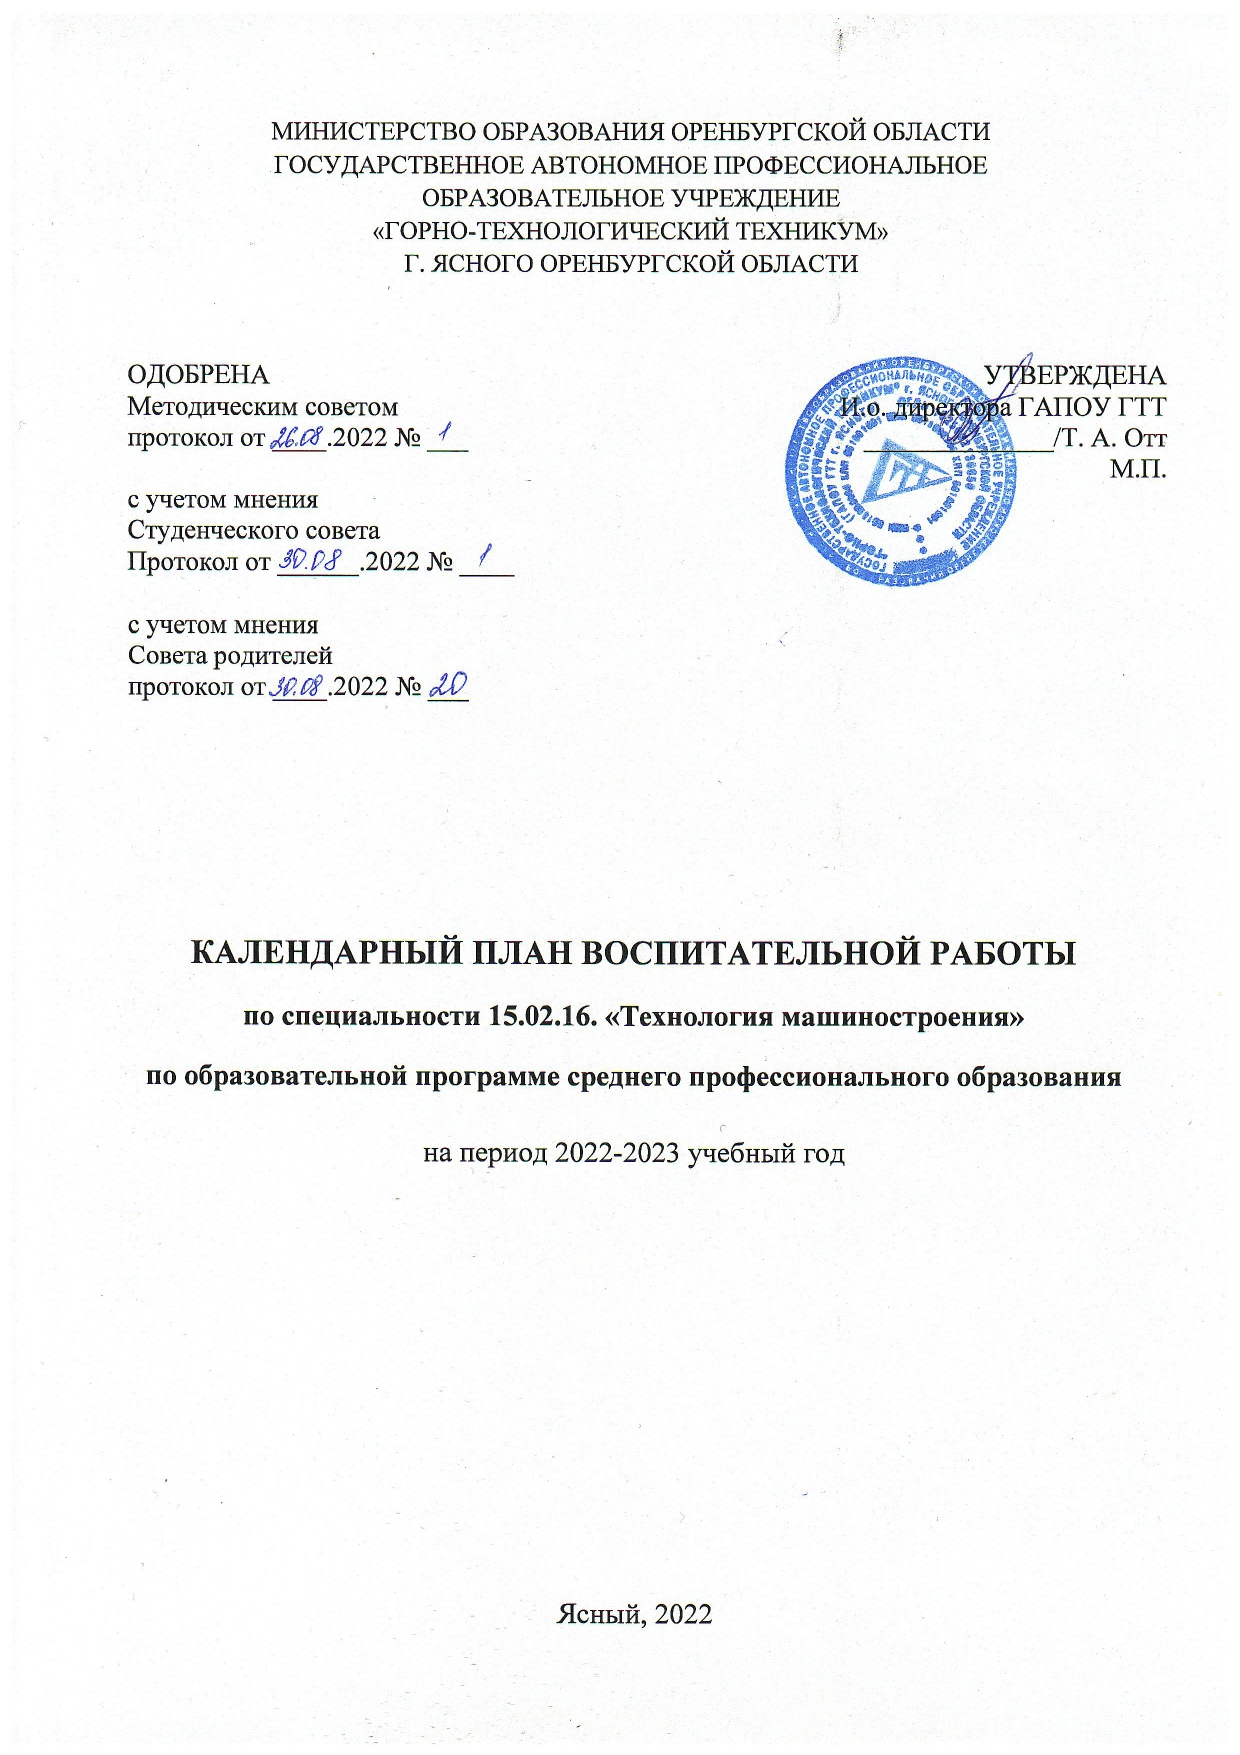 МИНИСТЕРСТВО ОБРАЗОВАНИЯ ОРЕНБУРГСКОЙ ОБЛАСТИ
ГОСУДАРСТВЕННОЕ АВТОНОМНОЕ ПРОФЕССИОНАЛЬНОЕ
ОБРАЗОВАТЕЛЬНОЕ УЧРЕЖДЕНИЕ
«ГОРНО-ТЕХНОЛОГИЧЕСКИЙ ТЕХНИКУМ»
Г. ЯСНОГО ОРЕНБУРГСКОЙ ОБЛАСТИ
ОДОБРЕНА
Методическим советом
протокол от 26.08.2022 № 1
с учетом мнения
Студенческого совета
Протокол от 30.08.2022 № 1
с учетом мнения
Совета родителей
протокол от 30.08.2022 № 20
УТВЕРЖДЕНА
И.о. директора ГАПОУ ГТТ
______________/Т. А. Отт
М.П.
КАЛЕНДАРНЫЙ ПЛАН ВОСПИТАТЕЛЬНОЙ РАБОТЫ
по специальности 15.02.16. «Технология машиностроения»
по образовательной программе среднего профессионального образования
на период 2022-2023 учебный год
Ясный, 2022